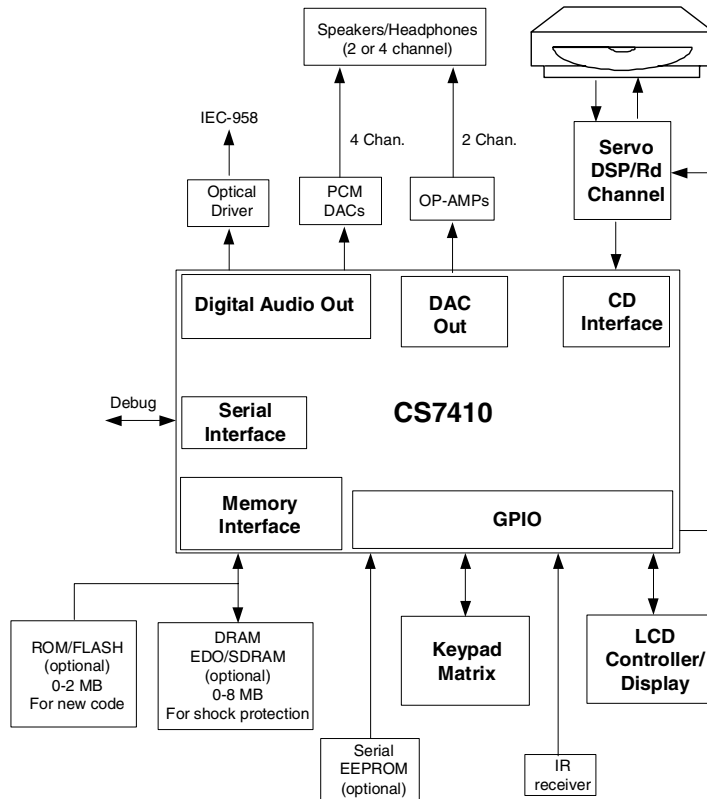 Speakers/Headphones
(2 or 4 channel)
IEC-958
4 Chan.
2 Chan.
Servo
DSP/Rd
Channel
Optical
Driver
PCM
DACs
OP-AMPs
Digital Audio Out
DAC
Out
CD
Interface
Debug
Serial
Interface
CS7410
Memory
Interface
GPIO
ROM/FLASH
(optional)
0-2 MB
For new code
DRAM
EDO/SDRAM
(optional)
0-8 MB
For shock protection
Keypad
Matrix
LCD
Controller/
Display
Serial
EEPROM
(optional)
IR
receiver